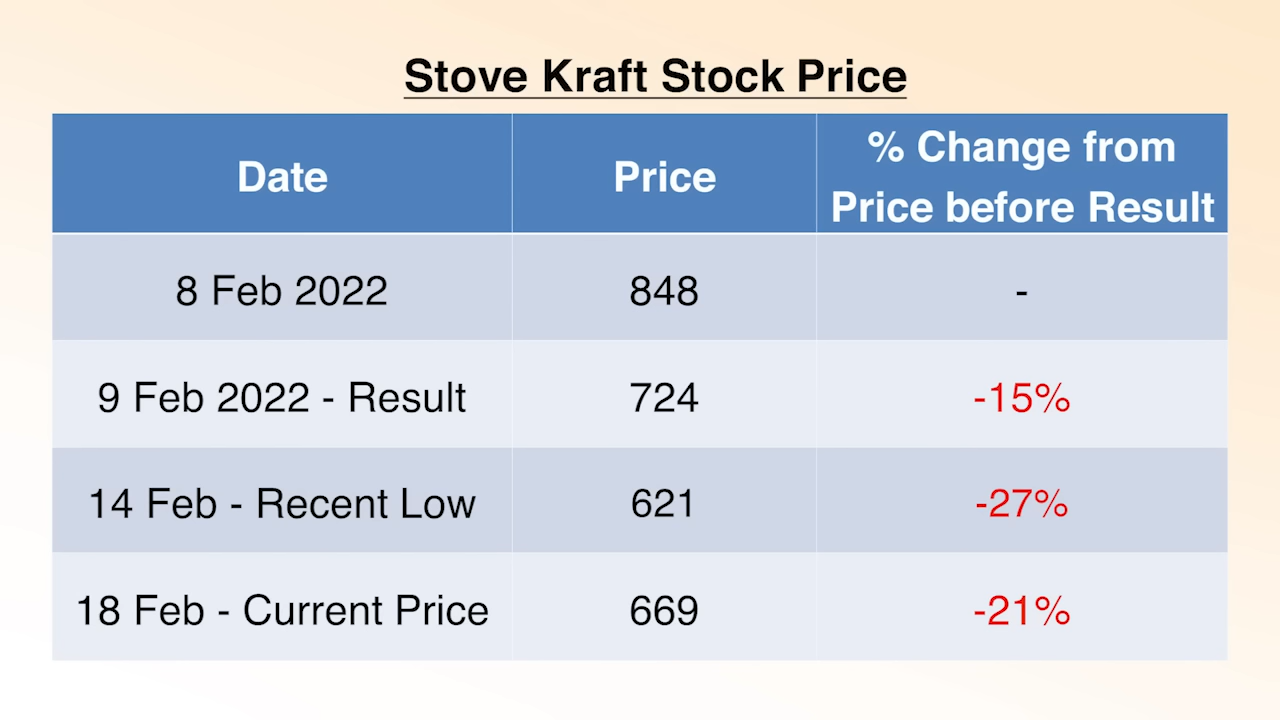 Stove Kraft Stock Price
Date Price % Change from
Price before Result
8 Feb 2022 848 -
9 Feb 2022 - Result 724 -15%
14 Feb - Recent Low 621 -27%
18 Feb - Current Price 669 -21%